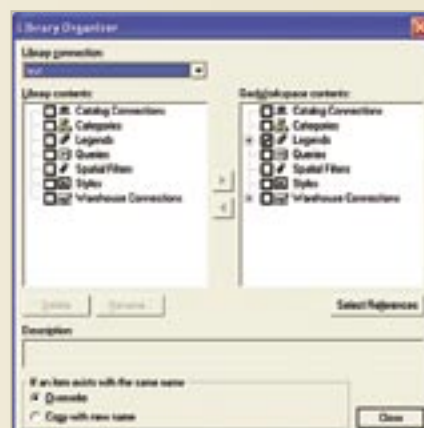 Library Organizer
Library connection:
Library contents:
GeoWorkspace contents:
Catalog Connections
Categories
Legends
Queries
Spatial Filters
Styles
Warehouse Connections
Catalog Connections
Categories
Legends
Queries
Spatial Filters
Styles
Warehouse Connections
>
<
Delete
Rename
Select References
Description
If an item exists with the same name
Overwrite
Copy with new name
Close